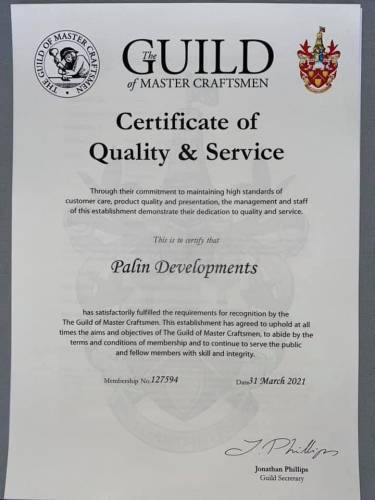 THE GUILD OF MASTER CRAFTSMEN
The
GUILD
of MASTER CRAFTSMEN
Certificate of
Quality & Service
Through their commitment to maintaining high standards of
customer care, product quality and presentation, the management and staff
of this establishment demonstrate their dedication to quality and service.
This is to certify that
Palin Developments
has satisfactorily fulfilled the requirements for recognition by the
The Guild of Master Craftsmen. This establishment has agreed to uphold at all
times the aims and objectives of The Guild of Master Craftsmen, to abide by the
terms and conditions of membership and to continue to serve the public
and fellow members with skill and integrity.
Membership No. 127594 Date 31 March 2021
J. Phillips
Jonathan Phillips
Guild Secretary